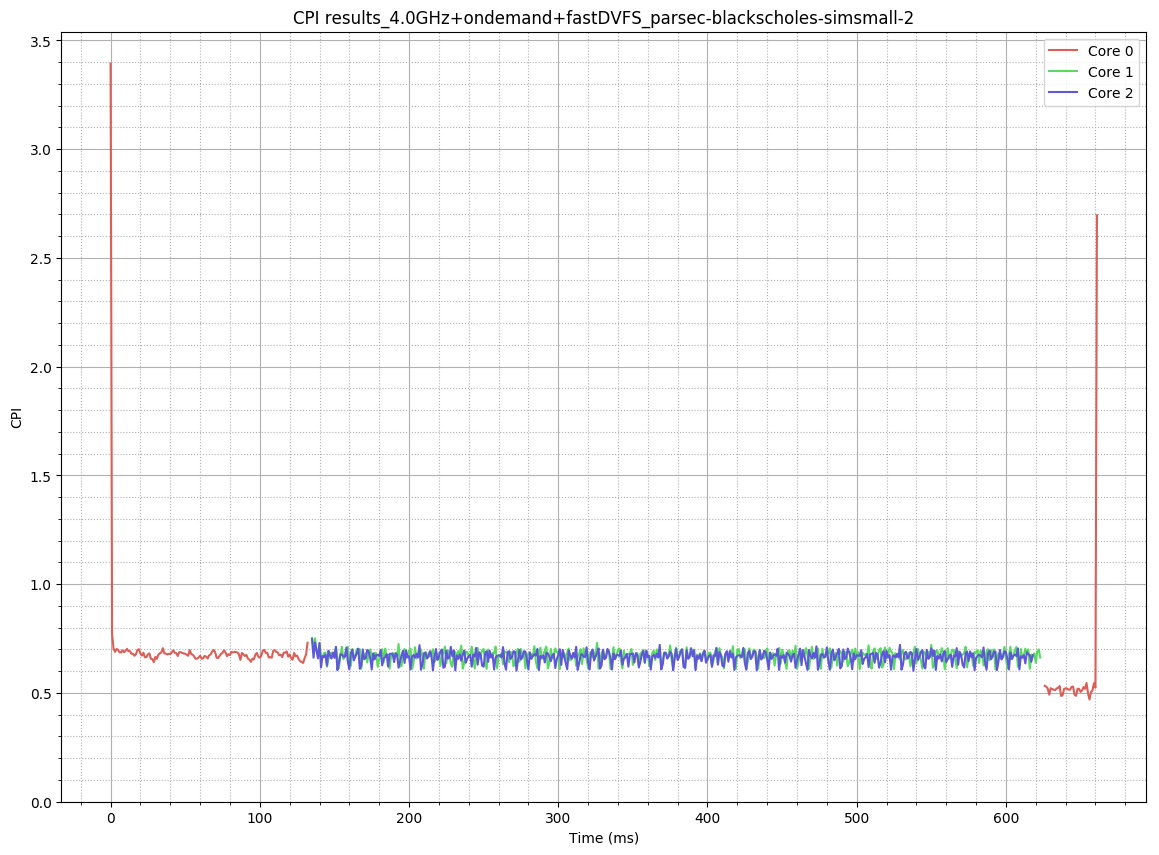 CPI results_4.0GHz+ondemand+fastDVFS_parsec-blackscholes-simsmall-2
Core 0
Core 1
Core 2
3.5
3.0
2.5
2.0
1.5
1.0
0.5
0.0
CPI
0 100 200 300 400 500 600
Time (ms)